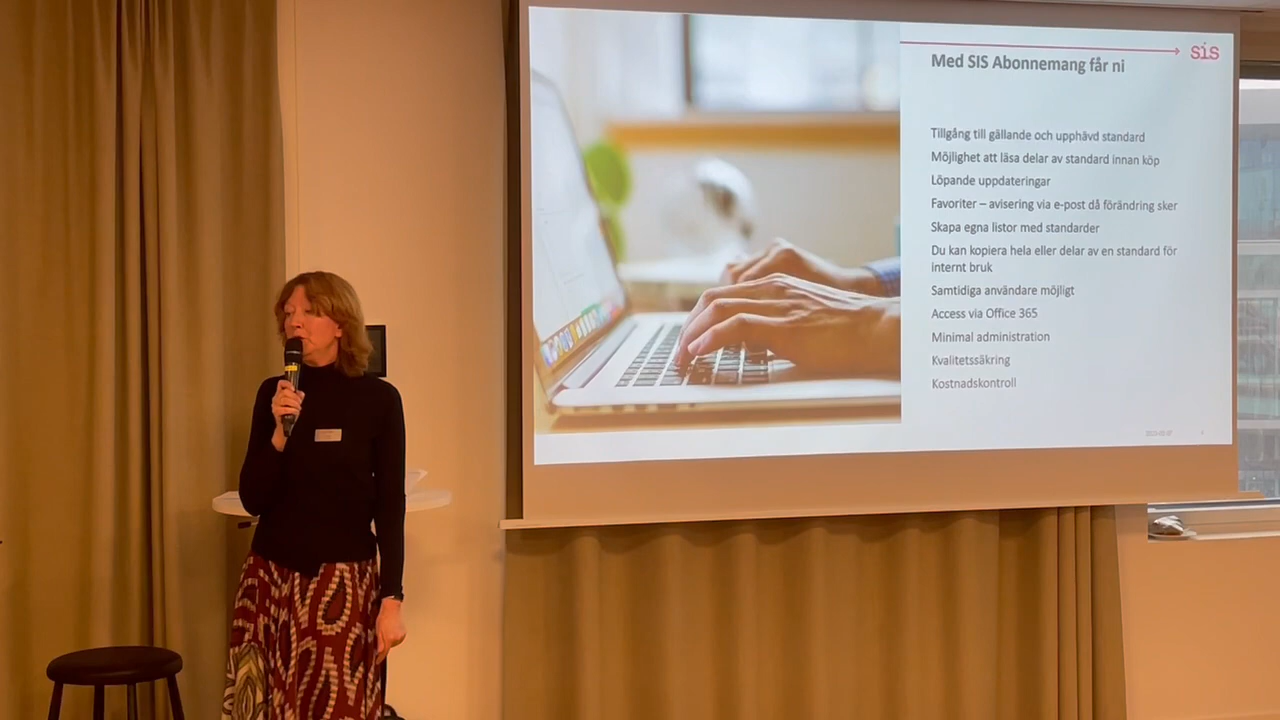 sis
Med SIS Abonnemang får ni
Tillgång till gällande och upphävd standard
Möjlighet att läsa delar av standard innan köp
Löpande uppdateringar
Favoriter – avisering via e-post då förändring sker
Skapa egna listor med standarder
Du kan kopiera hela eller delar av en standard för
internt bruk
Samtidiga användare möjligt
Access via Office 365
Minimal administration
Kvalitetssäkring
Kostnadskontroll